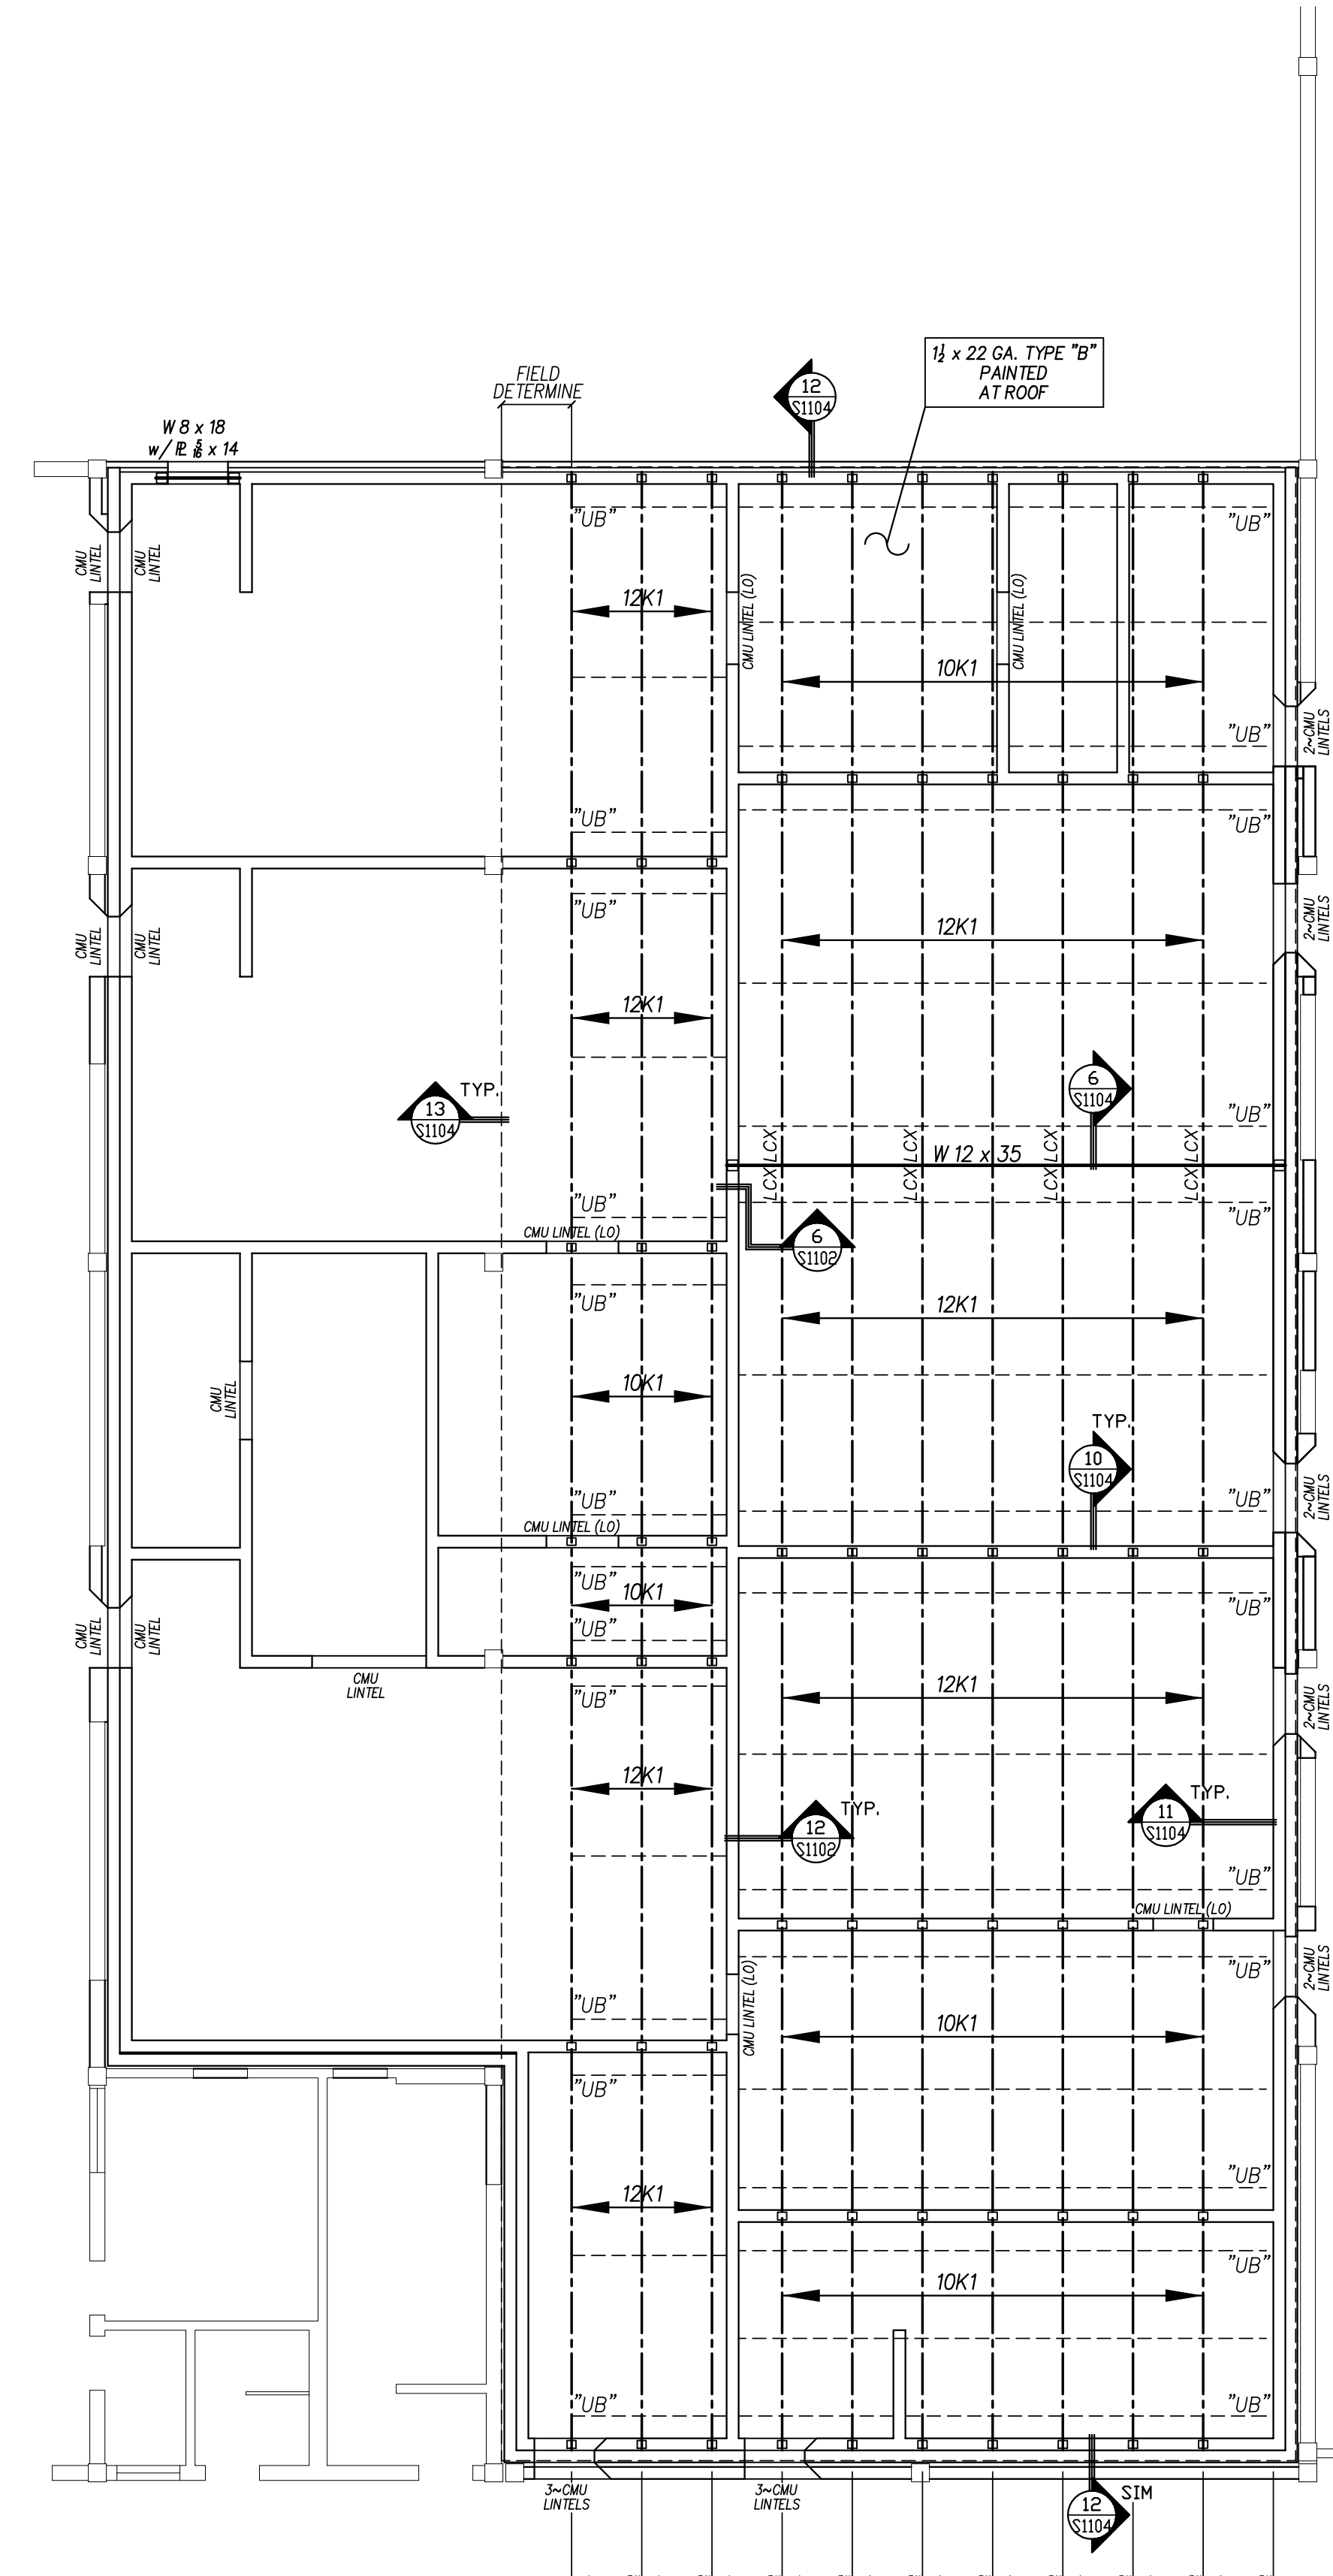 1½ x 22 GA. TYPE "B"
PAINTED
AT ROOF
FIELD
DETERMINE
12
S1104
W 8 x 18
w/ PL 5/16 x 14
"UB"
"UB"
CMU
LINTEL
CMU
LINTEL
CMU LINTEL (LO)
CMU LINTEL (LO)
12K1
10K1
2~CMU
LINTELS
"UB"
"UB"
"UB"
"UB"
2~CMU
LINTELS
CMU
LINTEL
CMU
LINTEL
12K1
12K1
6
S1104
TYP.
13
S1104
"UB"
LCX LCX
LCX LCX
LCX LCX
LCX LCX
W 12 x 35
"UB"
"UB"
CMU LINTEL (LO)
6
S1102
"UB"
12K1
10K1
CMU
LINTEL
TYP.
10
S1104
"UB"
"UB"
2~CMU
LINTELS
CMU LINTEL (LO)
"UB"
10K1
"UB"
"UB"
CMU
LINTEL
CMU
LINTEL
CMU
LINTEL
"UB"
12K1
2~CMU
LINTELS
12K1
TYP.
12
S1102
TYP.
11
S1104
"UB"
CMU LINTEL (LO)
"UB"
2~CMU
LINTELS
"UB"
CMU LINTEL (LO)
10K1
"UB"
"UB"
12K1
"UB"
10K1
"UB"
"UB"
3~CMU
LINTELS
3~CMU
LINTELS
SIM
12
S1104